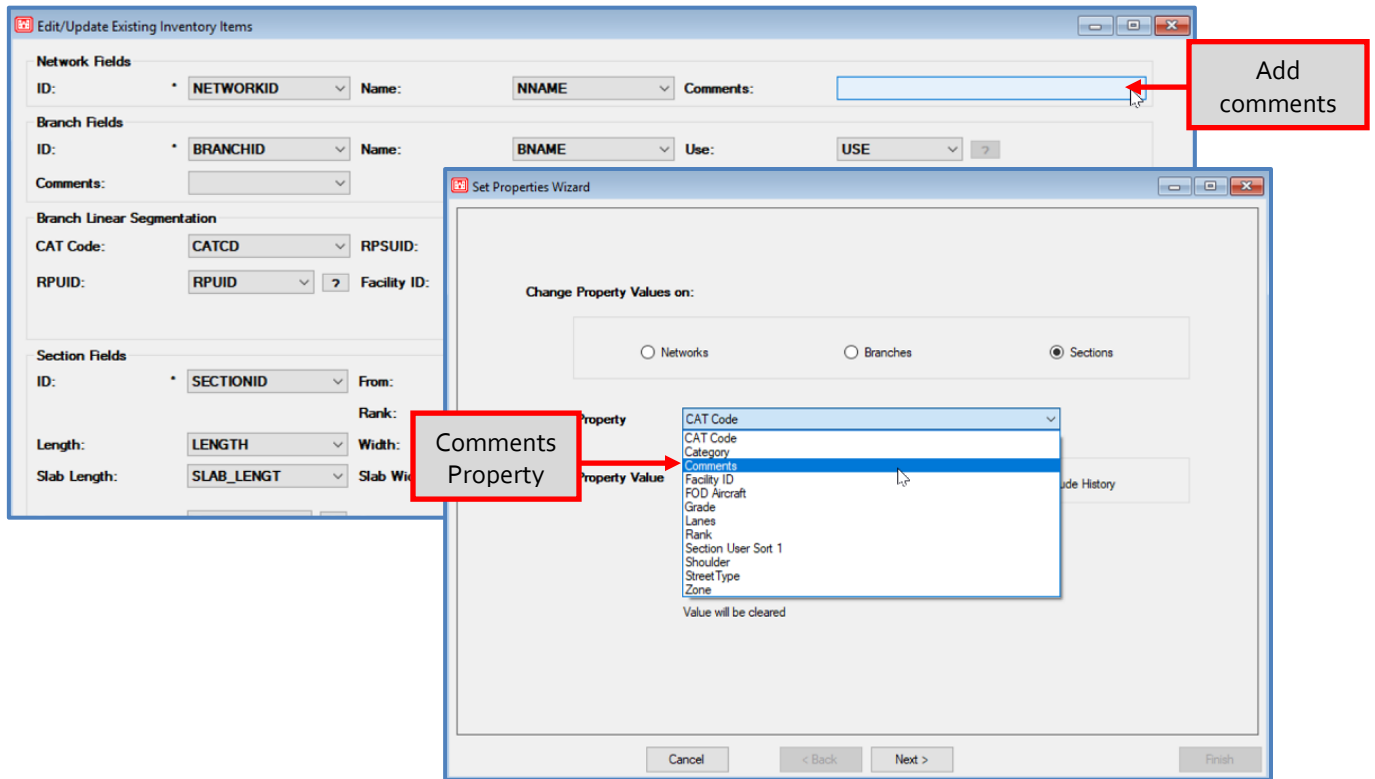 Edit/Update Existing Inventory Items
Network Fields
ID: * NETWORKID Name: NNAME Comments:
Add
comments
Branch Fields
ID: * BRANCHID Name: BNAME Use: USE ?
Comments:
Branch Linear Segmentation
CAT Code: CATCD RPSUID:
RPUID: RPUID ? Facility ID:
Section Fields
ID: * SECTIONID From:
Rank:
Length: LENGTH Width:
Slab Length: SLAB_LENGT Slab Wi
Set Properties Wizard
Change Property Values on:
Networks Branches Sections
Property CAT Code
Comments
Property
CAT Code
Category
Comments
Facility ID
FOD Aircraft
Grade
Lanes
Rank
Section User Sort 1
Shoulder
StreetType
Zone
Property Value
ude History
Value will be cleared
Cancel < Back Next > Finish